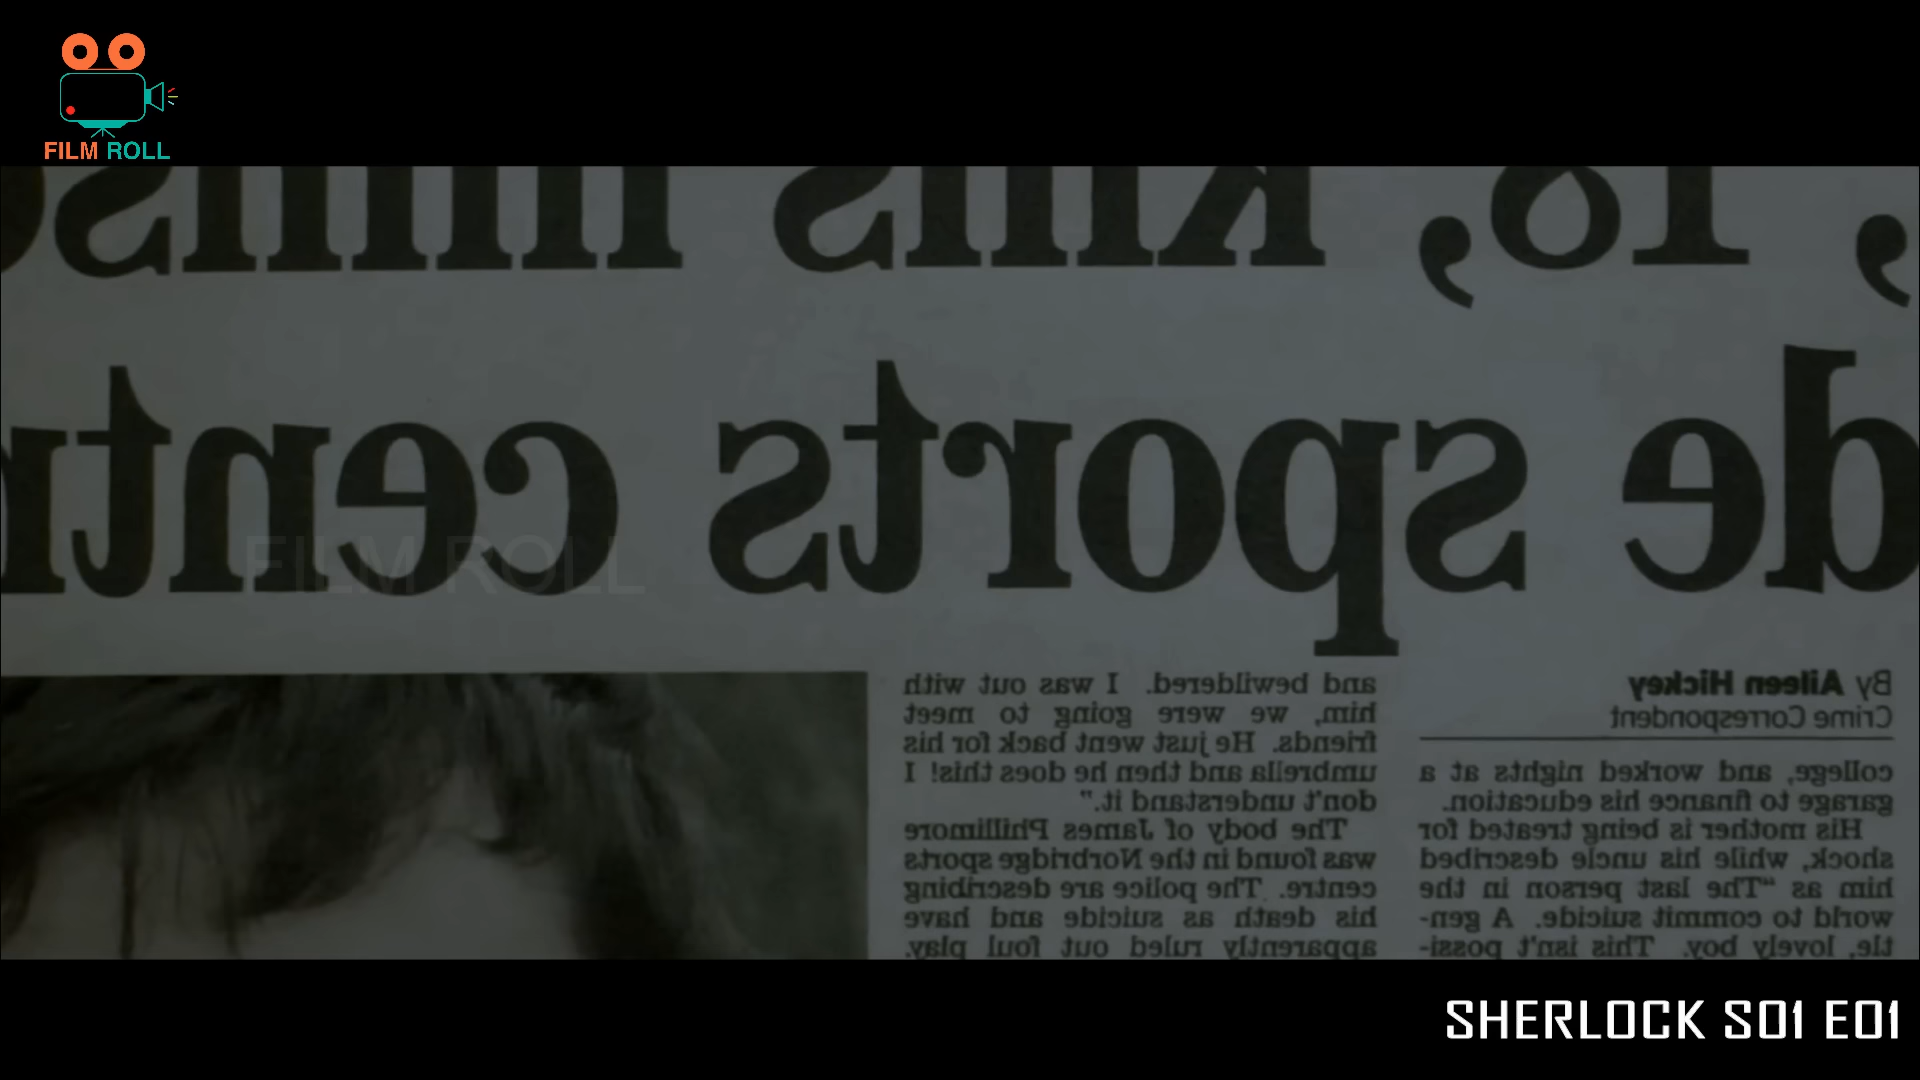 FILM ROLL
, 18, kills himse
de sports centr
FILM ROLL
By Aileen Hickey
Crime Correspondent
college, and worked nights at a
garage to finance his education.
His mother is being treated for
shock, while his uncle described
him as “The last person in the
world to commit suicide. A gen-
tle, lovely boy. This isn't possi-
and bewildered. I was out with
him, we were going to meet
friends. He just went back for his
umbrella and then he does this! I
don't understand it.”
The body of James Phillimore
was found in the Norbridge sports
centre. The police are describing
his death as suicide and have
apparently ruled out foul play.
SHERLOCK S01 E01